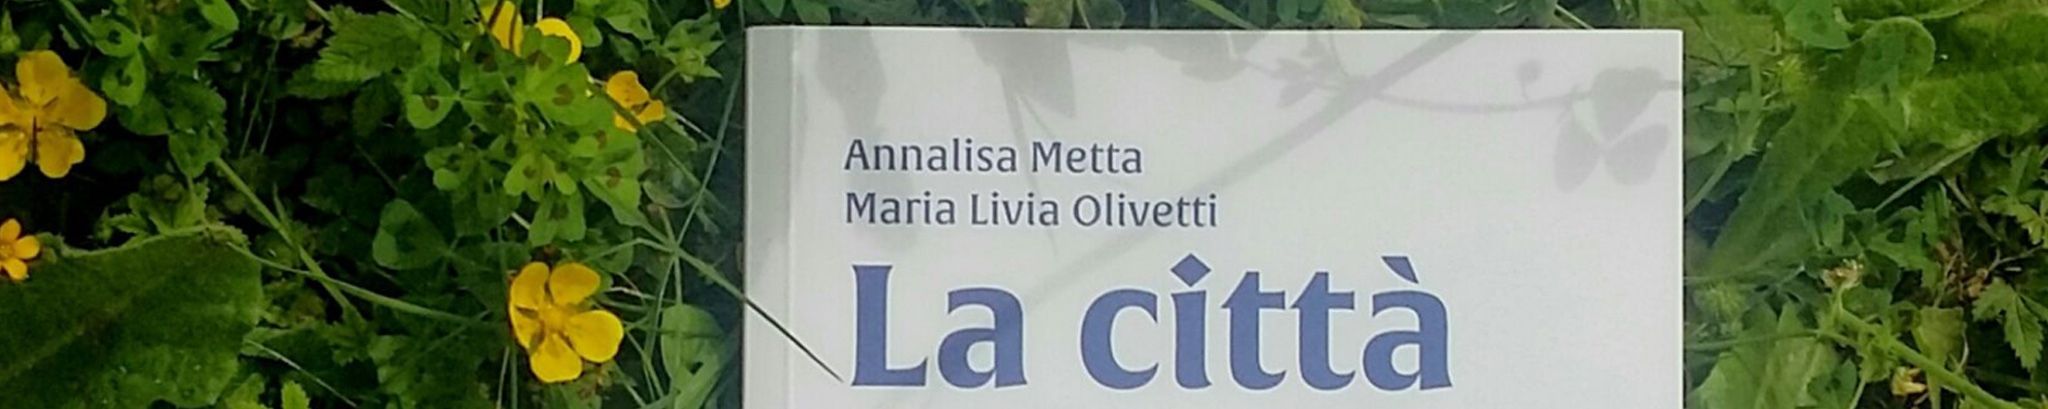 Annalisa Metta
Maria Livia Olivetti
La città